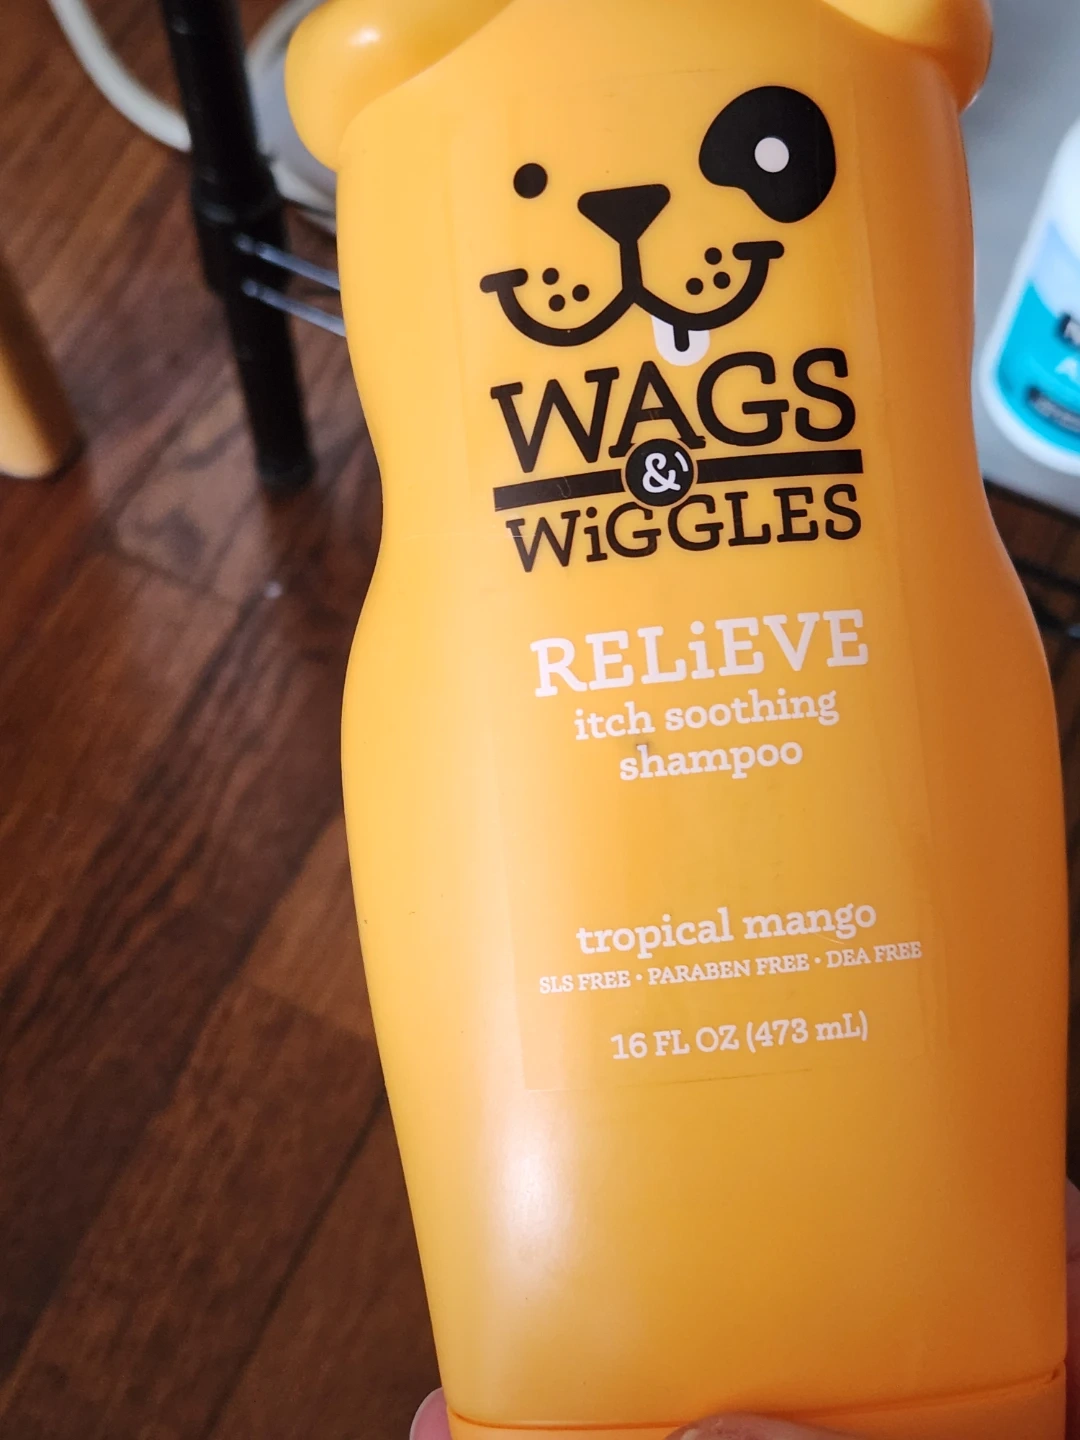 WAGS
&
WiGGLES
RELiEVE
itch soothing
shampoo
tropical mango
SLS FREE • PARABEN FREE • DEA FREE
16 FL OZ (473 mL)